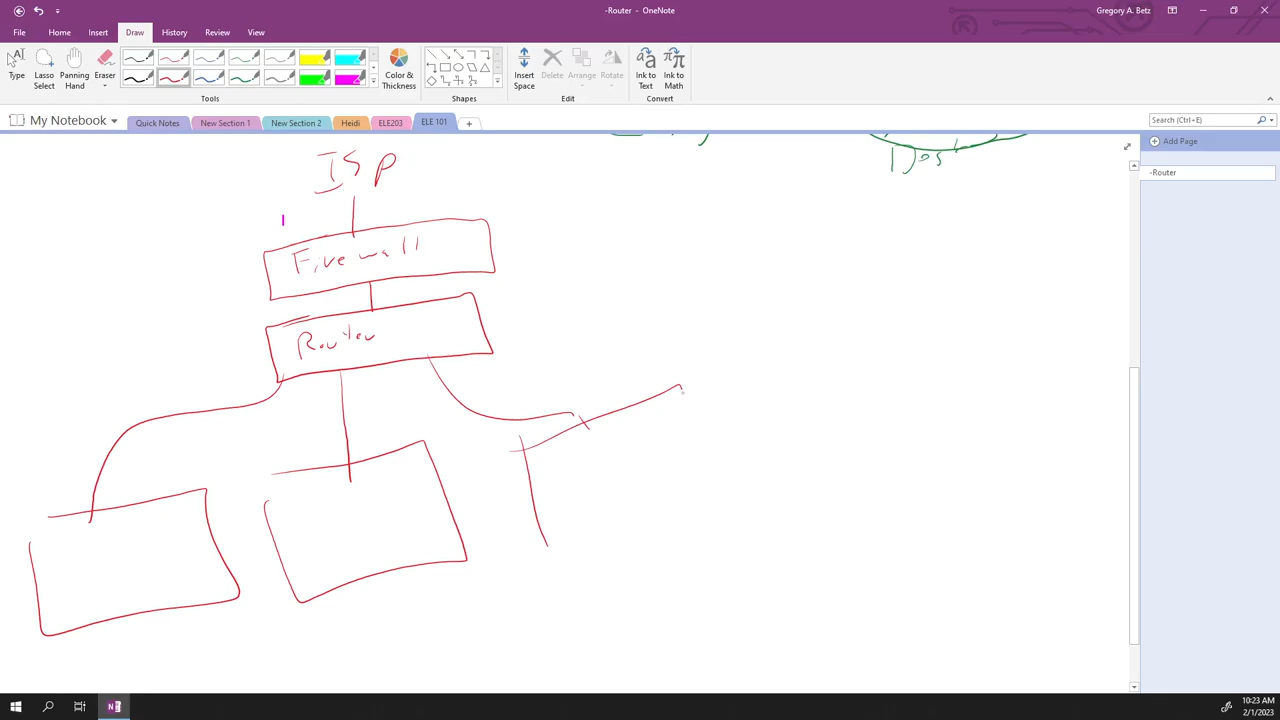 -Router - OneNote
Gregory A. Betz
File Home Insert Draw History Review View
Type
Lasso Select
Panning Hand
Eraser
Color & Thickness
Insert Space
Delete
Arrange
Rotate
Ink to Text
Ink to Math
Tools
Shapes
Edit
Convert
My Notebook
Quick Notes
New Section 1
New Section 2
Heidi
ELE203
ELE 101
Search (Ctrl+E)
Add Page
-Router
ISP
Firewall
Router
10:23 AM
2/1/2023